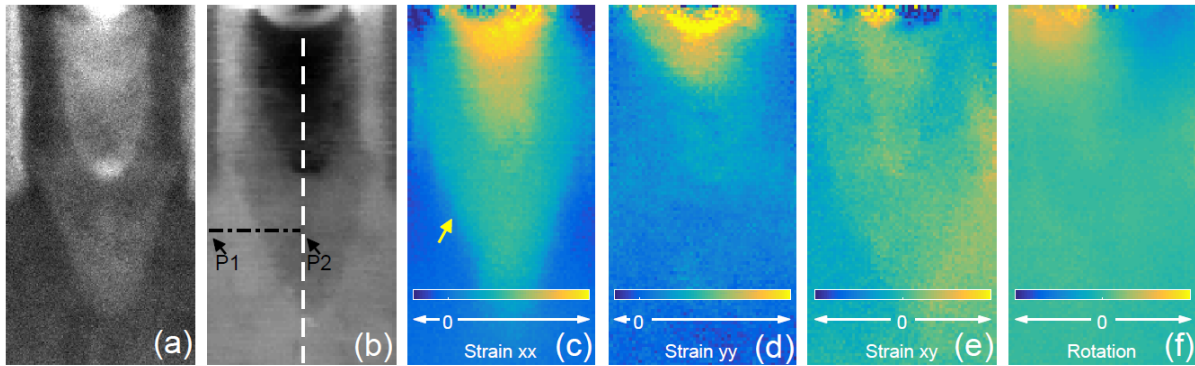 P1
P2
(a)
(b)
0
Strain xx
(c)
0
Strain yy
(d)
0
Strain xy
(e)
0
Rotation
(f)